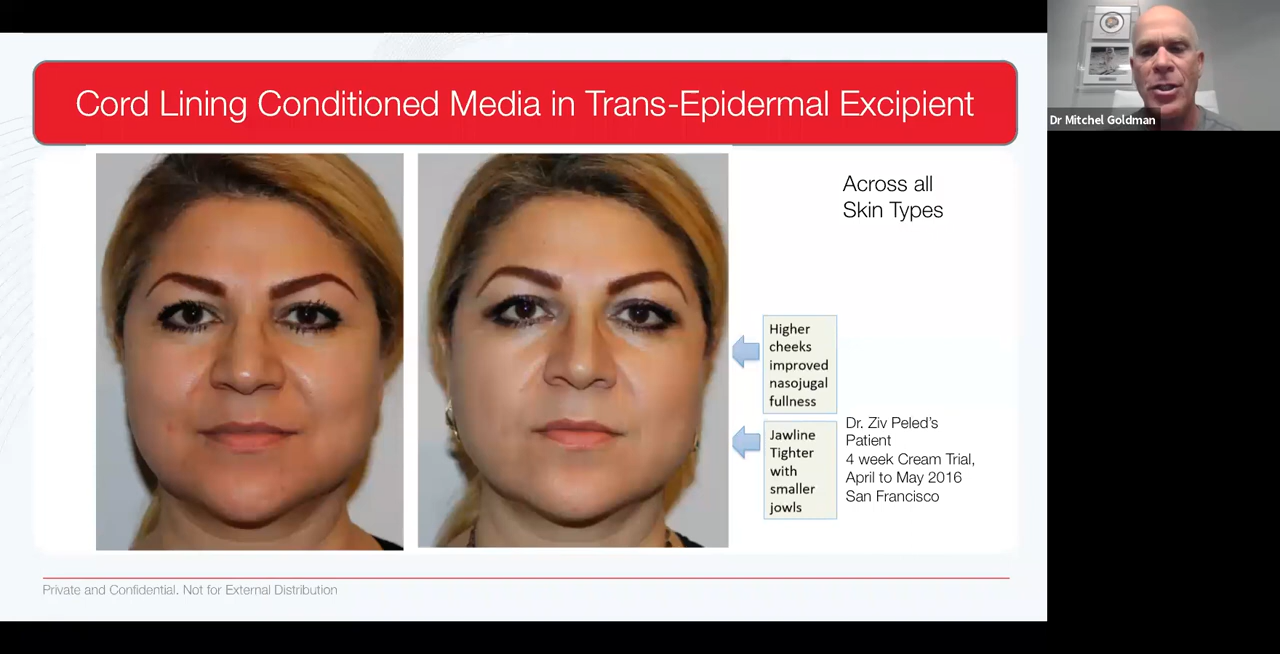 Cord Lining Conditioned Media in Trans-Epidermal Excipient
Dr Mitchel Goldman
Across all
Skin Types
Higher
cheeks
improved
nasojugal
fullness
Jawline
Tighter
with
smaller
jowls
Dr. Ziv Peled's
Patient
4 week Cream Trial,
April to May 2016
San Francisco
Private and Confidential. Not for External Distribution